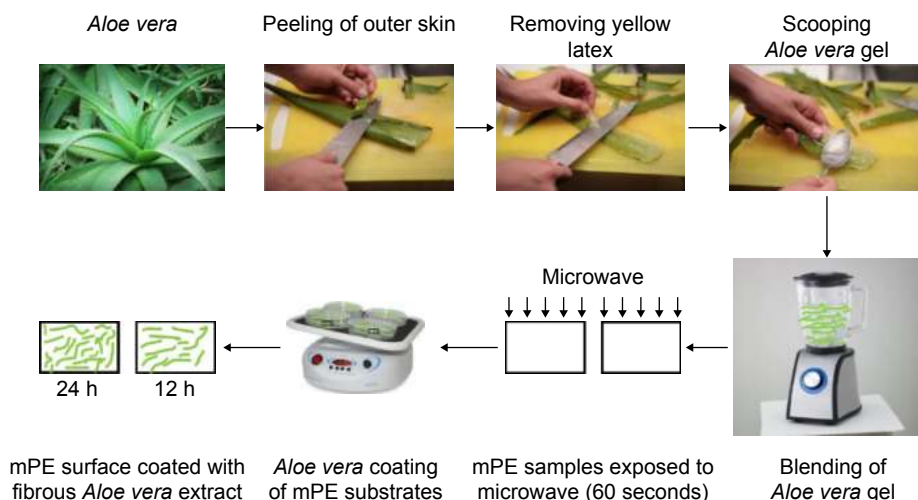 Aloe vera
Peeling of outer skin
Removing yellow
latex
Scooping
Aloe vera gel
Microwave
24 h
12 h
mPE surface coated with
fibrous Aloe vera extract
Aloe vera coating
of mPE substrates
mPE samples exposed to
microwave (60 seconds)
Blending of
Aloe vera gel